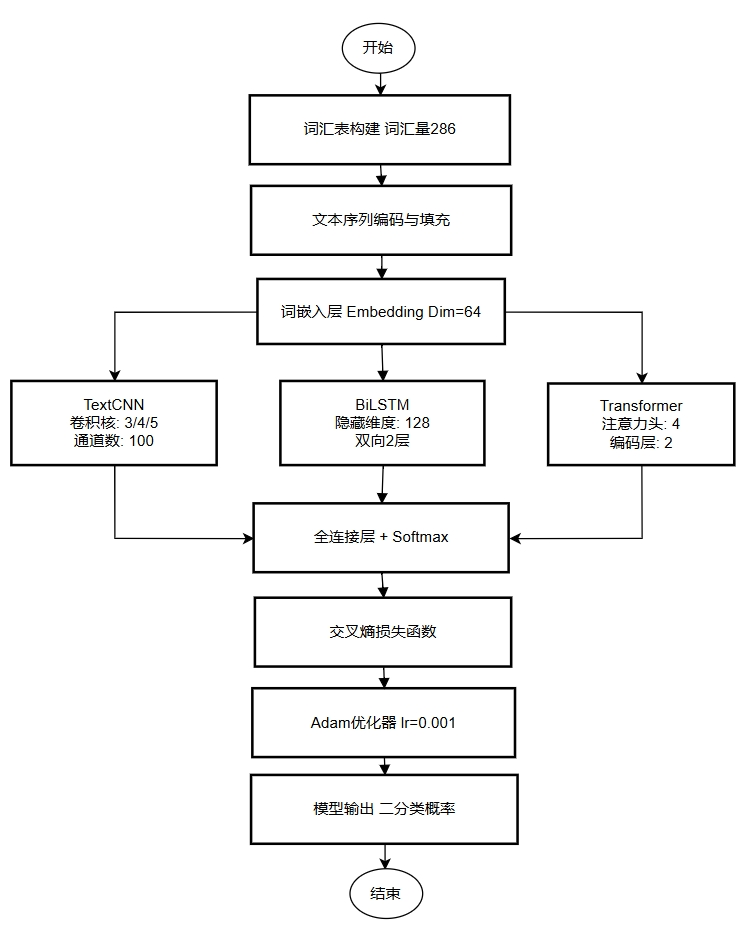 开始
词汇表构建 词汇量286
文本序列编码与填充
词嵌入层 Embedding Dim=64
TextCNN
卷积核: 3/4/5
通道数: 100
BiLSTM
隐藏维度: 128
双向2层
Transformer
注意力头: 4
编码层: 2
全连接层 + Softmax
交叉熵损失函数
Adam优化器 lr=0.001
模型输出 二分类概率
结束